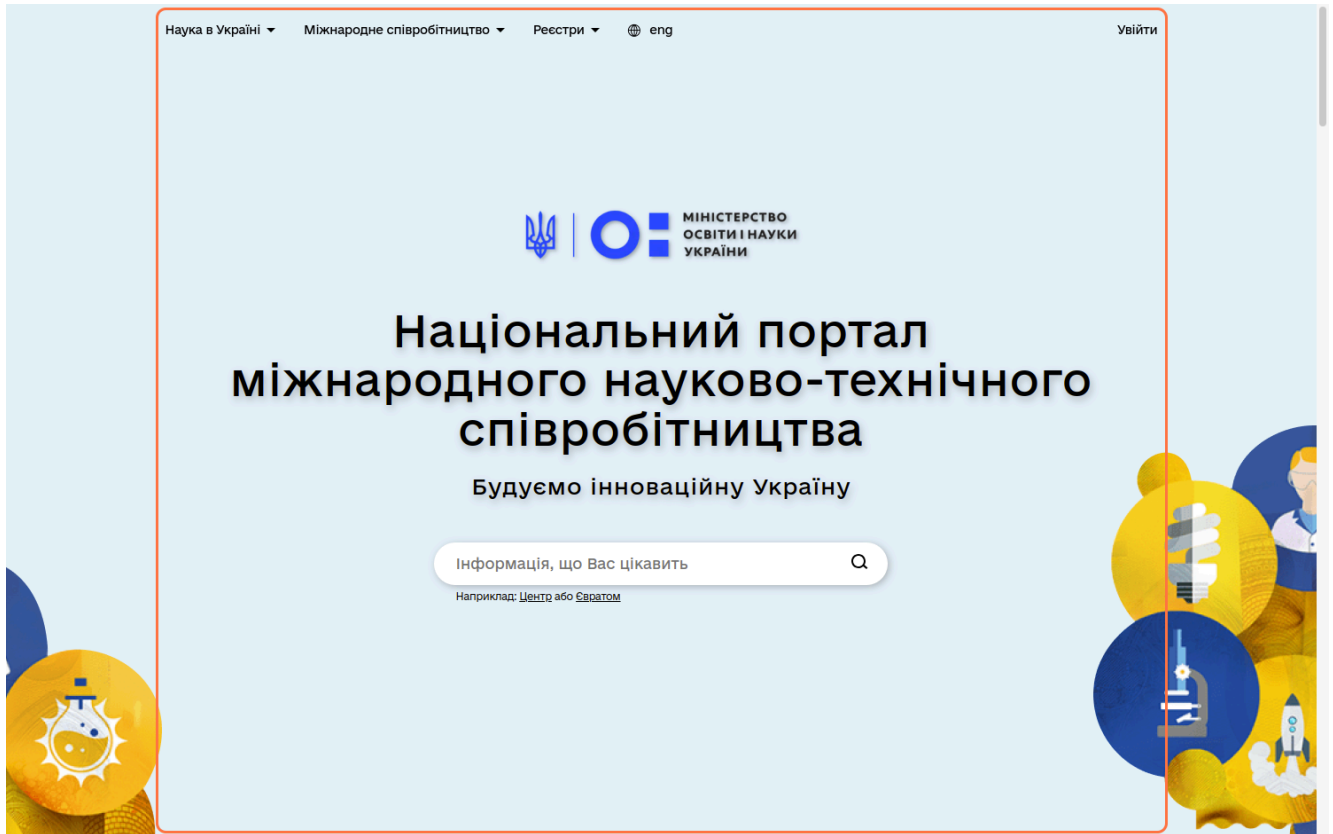 Наука в Україні
Міжнародне співробітництво
Реєстри
eng
Увійти
МІНІСТЕРСТВО
ОСВІТИ І НАУКИ
УКРАЇНИ
Національний портал
міжнародного науково-технічного
співробітництва
Будуємо інноваційну Україну
Інформація, що Вас цікавить
Наприклад: Центр або Євратом